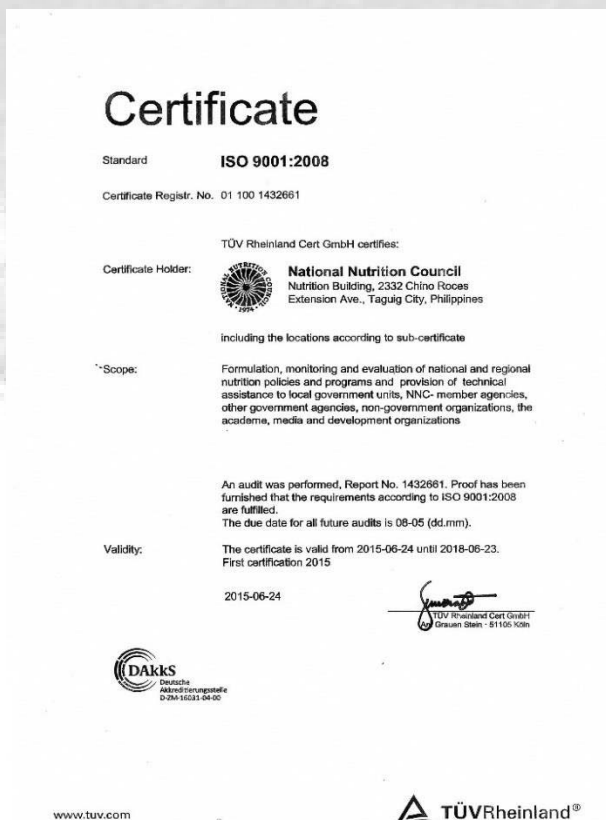 Certificate
Standard ISO 9001:2008
Certificate Registr. No. 01 100 1432661
TÜV Rheinland Cert GmbH certifies:
Certificate Holder:
NATIONAL NUTRITION COUNCIL
1974
National Nutrition Council
Nutrition Building, 2332 Chino Roces
Extension Ave., Taguig City, Philippines
including the locations according to sub-certificate
Scope:
Formulation, monitoring and evaluation of national and regional
nutrition policies and programs and provision of technical
assistance to local government units, NNC- member agencies,
other government agencies, non-government organizations, the
academe, media and development organizations
An audit was performed, Report No. 1432661. Proof has been
furnished that the requirements according to ISO 9001:2008
are fulfilled.
The due date for all future audits is 08-05 (dd.mm).
Validity:
The certificate is valid from 2015-06-24 until 2018-06-23.
First certification 2015
2015-06-24
TÜV Rheinland Cert GmbH
Am Grauen Stein - 51105 Köln
DAkkS
Deutsche
Akkreditierungsstelle
D-ZM-16031-04-00
www.tuv.com
TÜVRheinland®